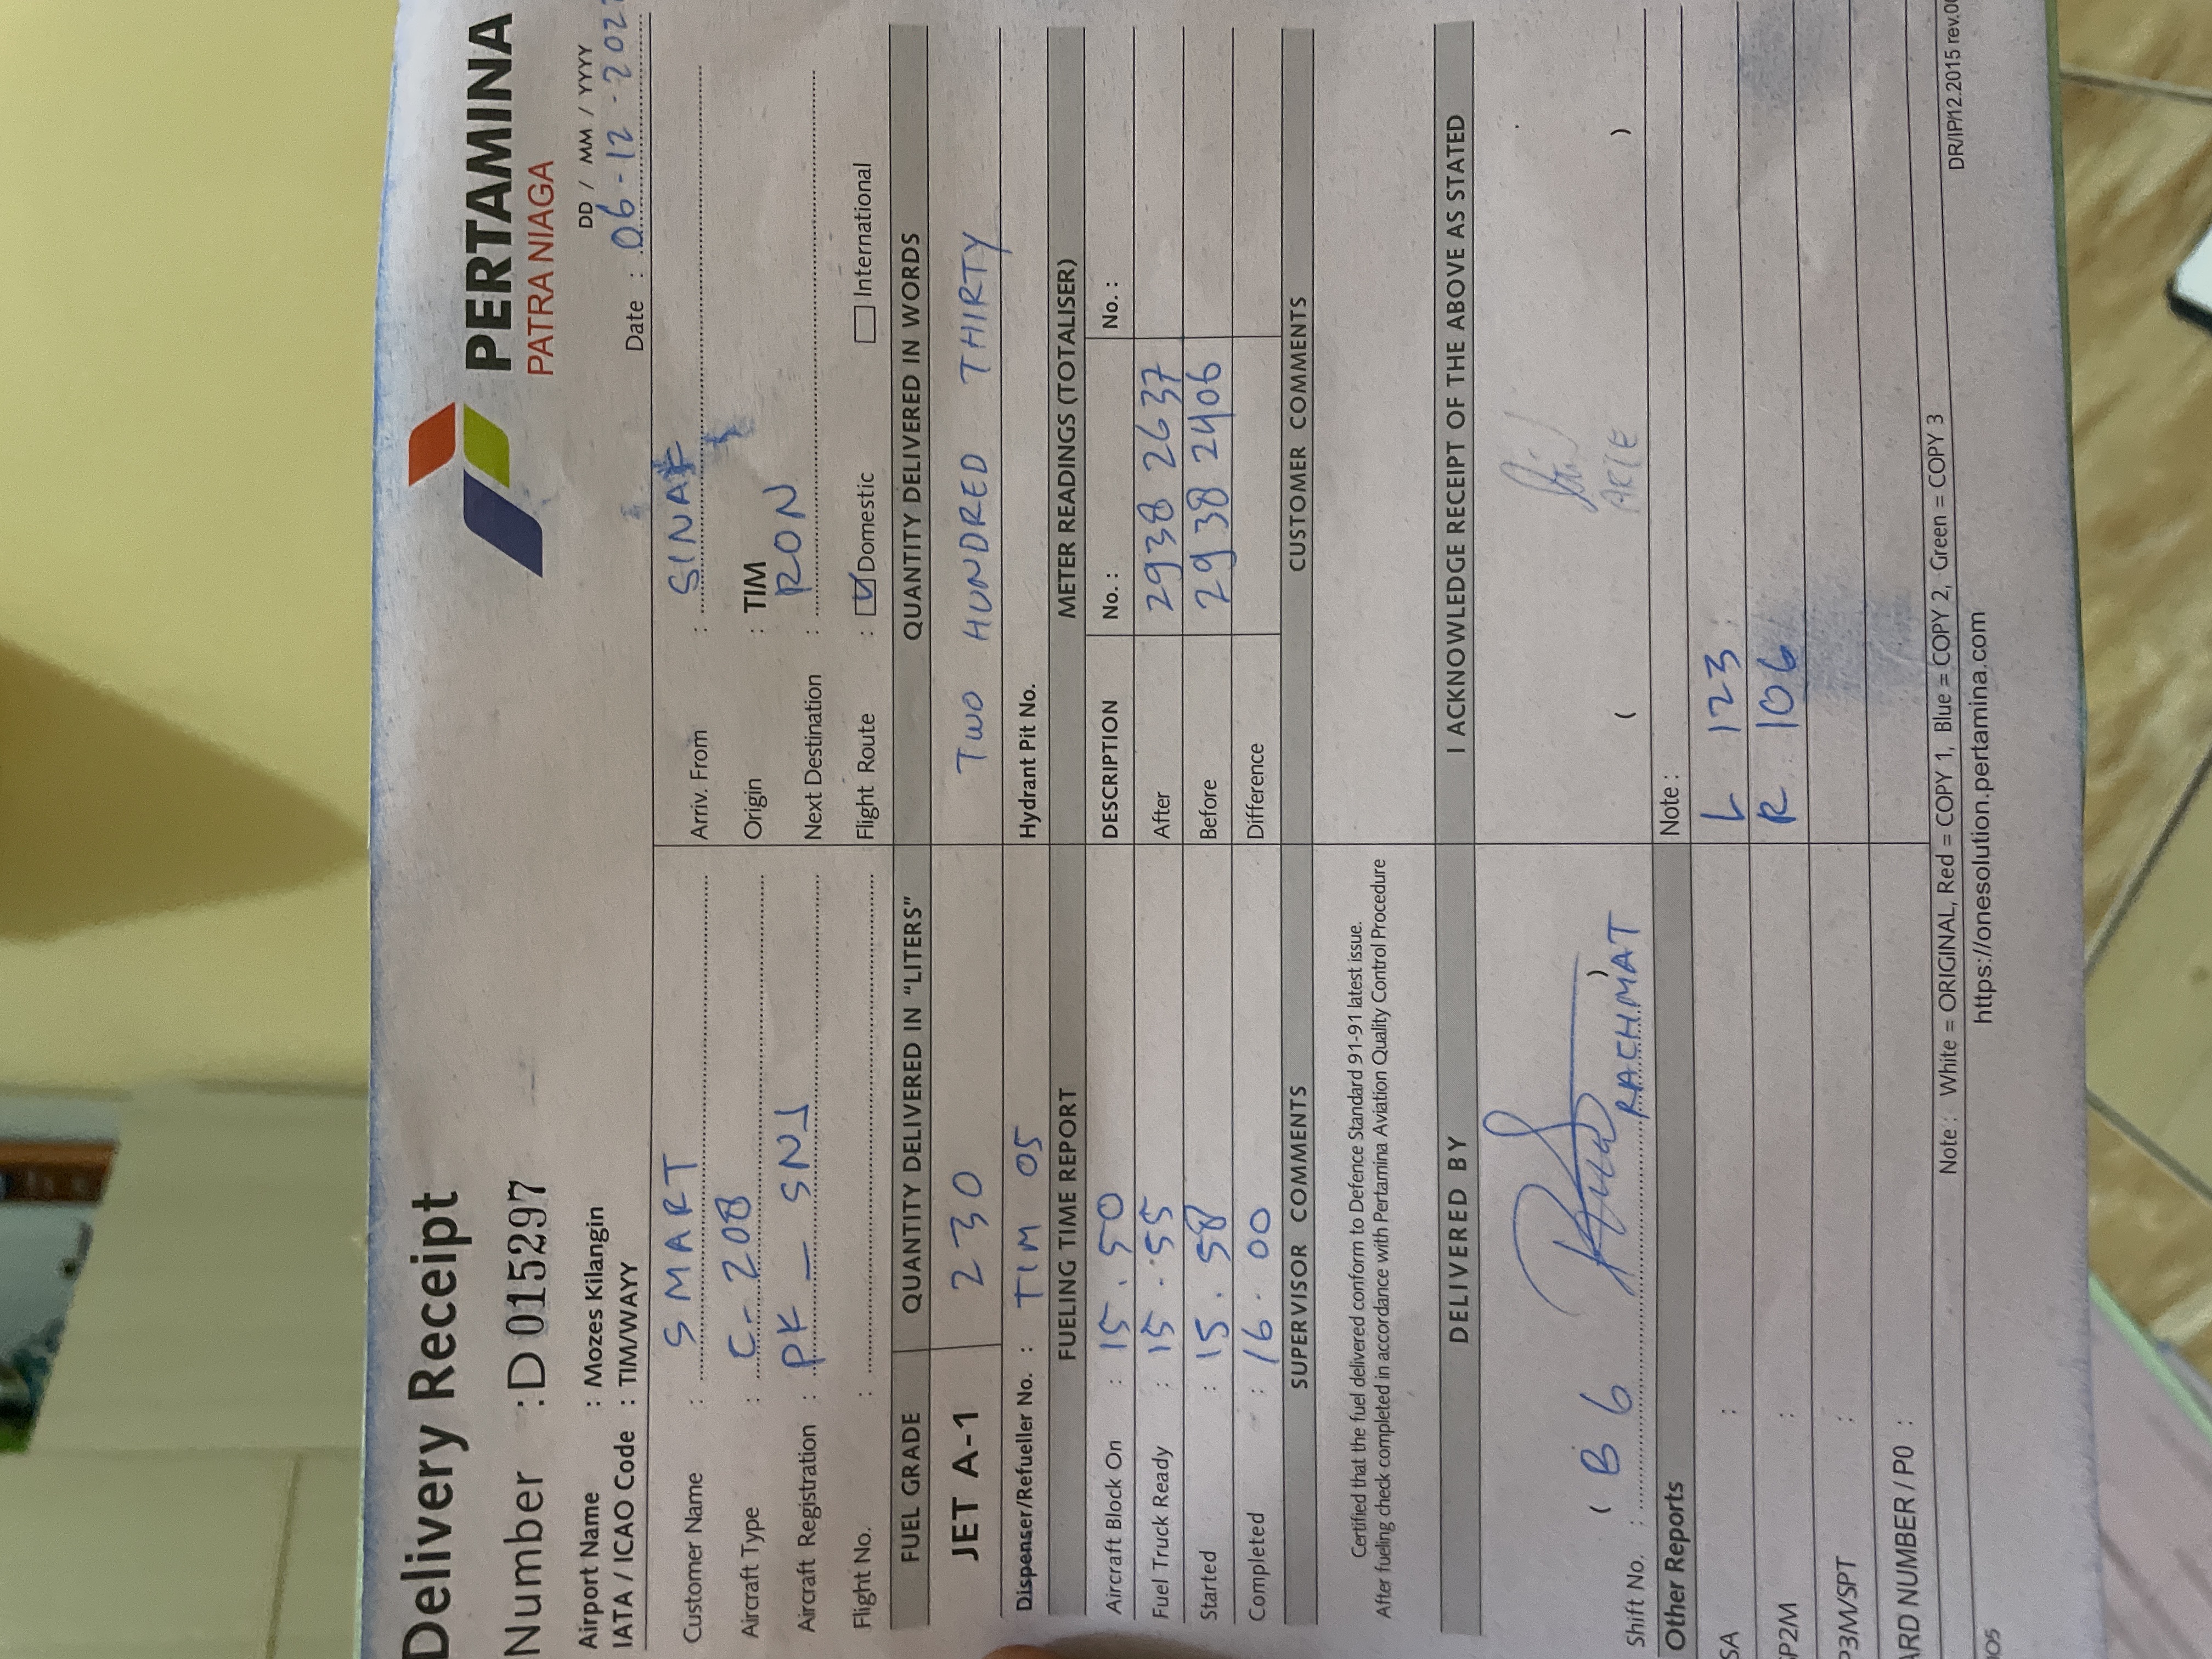 Delivery Receipt
PERTAMINA
PATRA NIAGA
Number : D 015297
DD / MM / YYYY
Airport Name : Mozes Kilangin
IATA / ICAO Code : TIM/WAYY
Date : 06-12-202
Customer Name : SMART
Arriv. From : SINAK
Aircraft Type : C-208
Origin : TIM
Aircraft Registration : PK - SNJ
Next Destination : RON
Flight No. :
Flight Route : Domestic International
FUEL GRADE QUANTITY DELIVERED IN "LITERS" QUANTITY DELIVERED IN WORDS
JET A-1 230 TWO HUNDRED THIRTY
Dispenser/Refueller No. : TIM 05 Hydrant Pit No.
FUELING TIME REPORT METER READINGS (TOTALISER)
Aircraft Block On : 15.50 DESCRIPTION No. : No. :
Fuel Truck Ready : 15.55 After 2938 2637
Started : 15.58 Before 2938 2406
Completed : 16.00 Difference
SUPERVISOR COMMENTS CUSTOMER COMMENTS
Certified that the fuel delivered conform to Defence Standard 91-91 latest issue.
After fueling check completed in accordance with Pertamina Aviation Quality Control Procedure
DELIVERED BY I ACKNOWLEDGE RECEIPT OF THE ABOVE AS STATED
Shift No. : ( B 6 RACHMAT ) ( )
Other Reports Note :
SA : L 123
P2M : R 106
P3M/SPT :
ARD NUMBER / PO :
Note : White = ORIGINAL, Red = COPY 1, Blue = COPY 2, Green = COPY 3
DR/IP/12.2015 rev.0
https://onesolution.pertamina.com